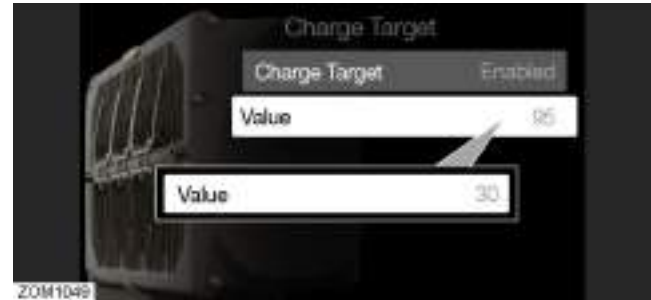 Charge Target
Charge Target Enabled
Value 95
Value 30
ZOM1049